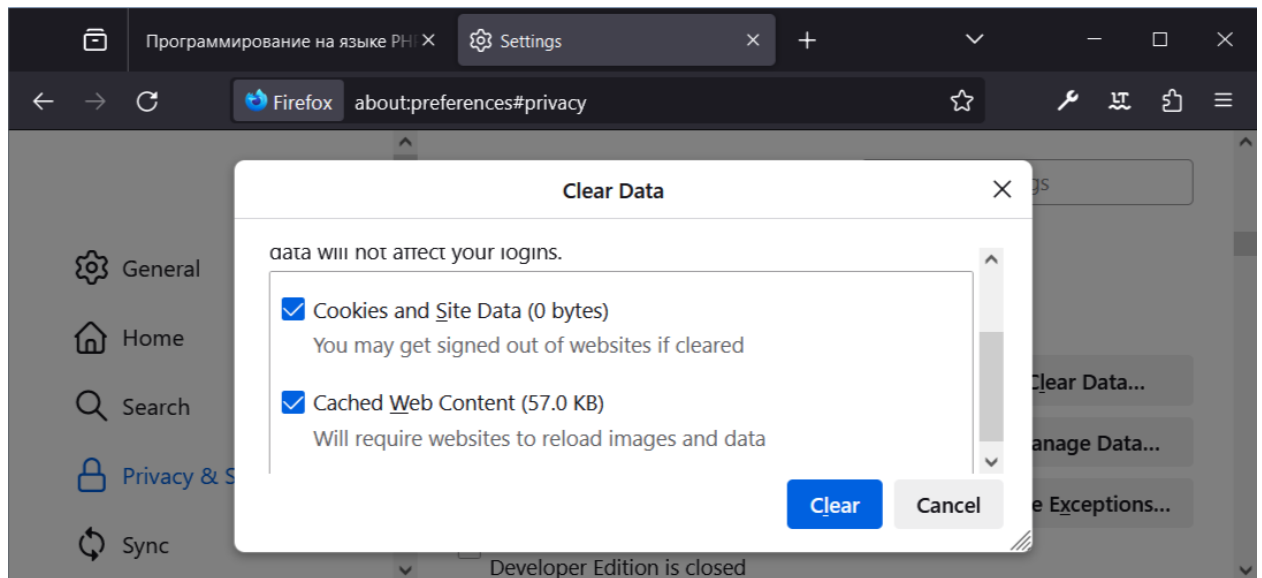 Программирование на языке PH
Settings
Firefox
about:preferences#privacy
Clear Data
data will not affect your logins.
Cookies and Site Data (0 bytes)
You may get signed out of websites if cleared
Cached Web Content (57.0 KB)
Will require websites to reload images and data
Clear
Cancel
General
Home
Search
Privacy & S
Sync
gs
Clear Data...
anage Data...
e Exceptions...
Developer Edition is closed